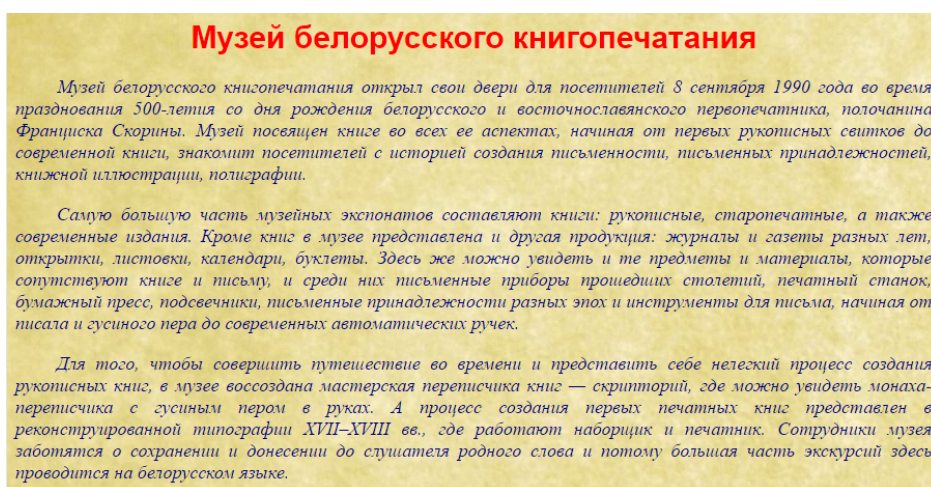 Музей белорусского книгопечатания
Музей белорусского книгопечатания открыл свои двери для посетителей 8 сентября 1990 года во время
празднования 500-летия со дня рождения белорусского и восточнославянского первопечатника, полочанина
Франциска Скорины. Музей посвящен книге во всех ее аспектах, начиная от первых рукописных свитков до
современной книги, знакомит посетителей с историей создания письменности, письменных принадлежностей,
книжной иллюстрации, полиграфии.
Самую большую часть музейных экспонатов составляют книги: рукописные, старопечатные, а также
современные издания. Кроме книг в музее представлена и другая продукция: журналы и газеты разных лет,
открытки, листовки, календари, буклеты. Здесь же можно увидеть и те предметы и материалы, которые
сопутствуют книге и письму, и среди них письменные приборы прошедших столетий, печатный станок,
бумажный пресс, подсвечники, письменные принадлежности разных эпох и инструменты для письма, начиная от
писала и гусиного пера до современных автоматических ручек.
Для того, чтобы совершить путешествие во времени и представить себе нелегкий процесс создания
рукописных книг, в музее воссоздана мастерская переписчика книг — скрипторий, где можно увидеть монаха-
переписчика с гусиным пером в руках. А процесс создания первых печатных книг представлен в
реконструированной типографии XVII–XVIII вв., где работают наборщик и печатник. Сотрудники музея
заботятся о сохранении и донесении до слушателя родного слова и потому большая часть экскурсий здесь
проводится на белорусском языке.